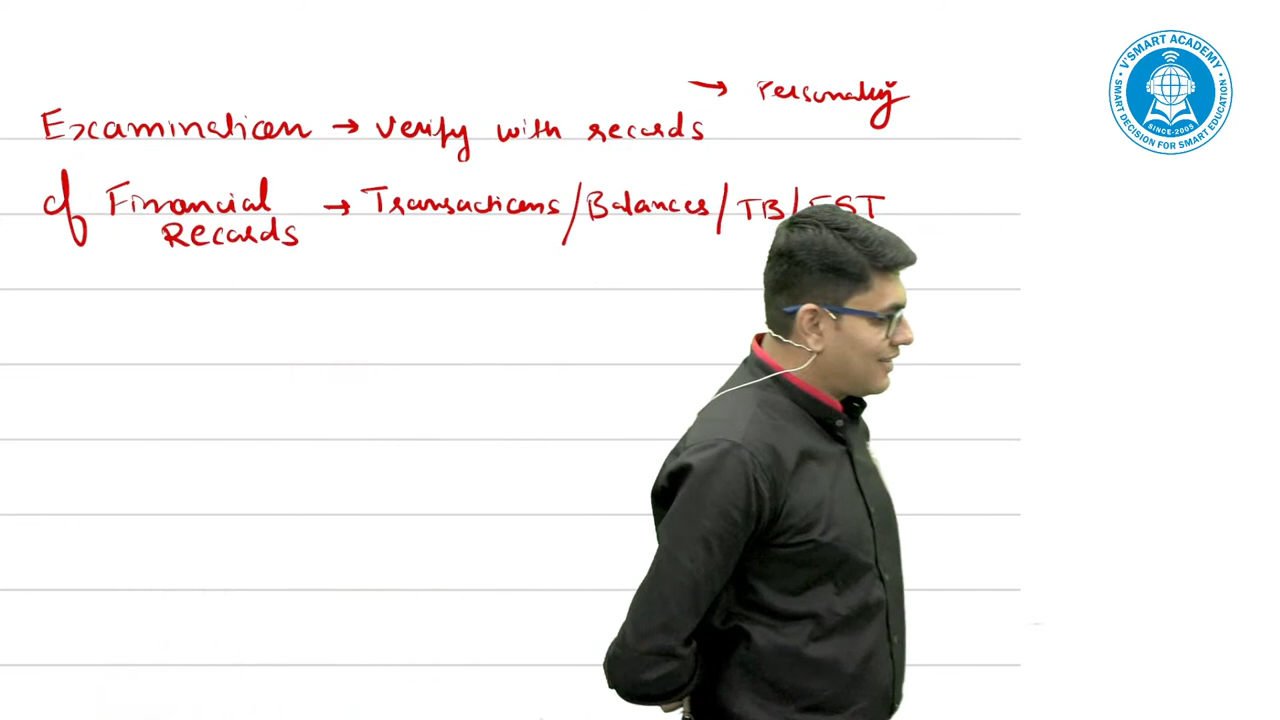 → Personality
Examination → verify with records
of Financial → Transactions / Balances / TB / FST
Records
V'SMART ACADEMY
SMART DECISION FOR SMART EDUCATION
SINCE-2005